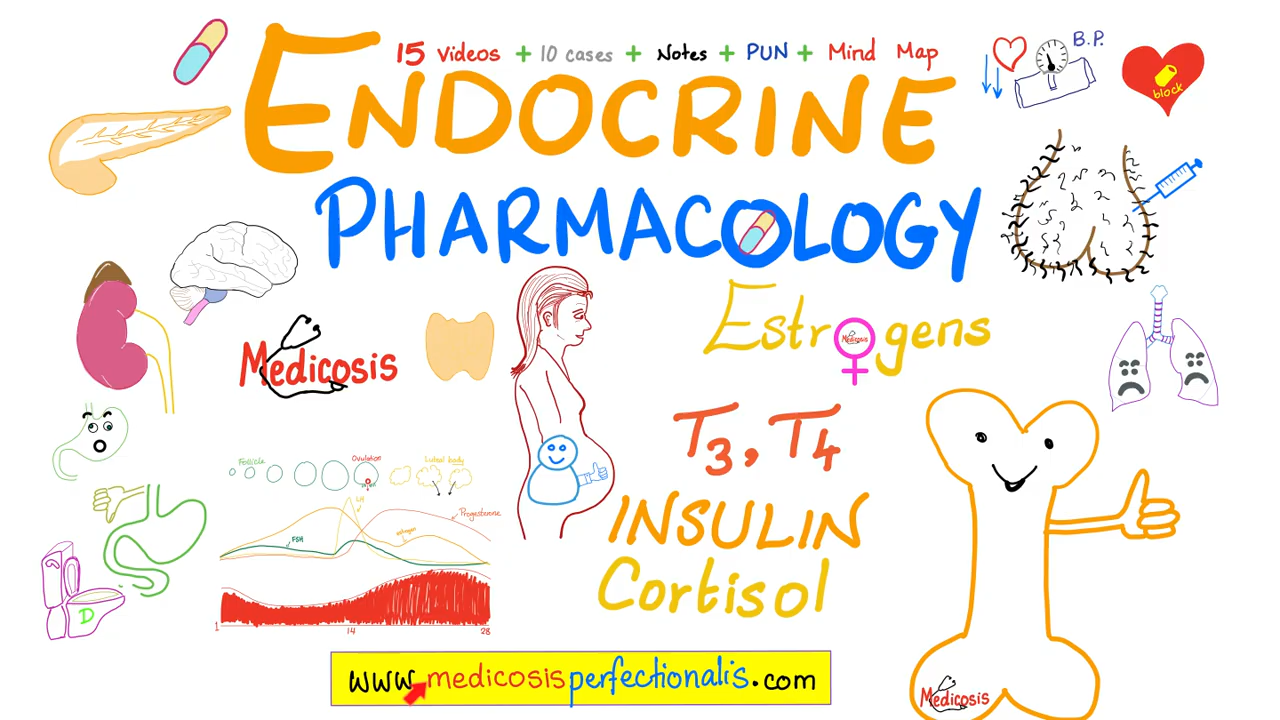 15 Videos + 10 cases + Notes + PUN + Mind Map
B.P.
block
ENDOCRINE
PHARMACOLOGY
Estrogens
Medicosis
Medicosis
T3, T4
Follicle
Ovulation
Luteal body
LH
Progesterone
estrogen
FSH
INSULIN
Cortisol
D
1
14
28
www.medicosisperfectionalis.com
Medicosis